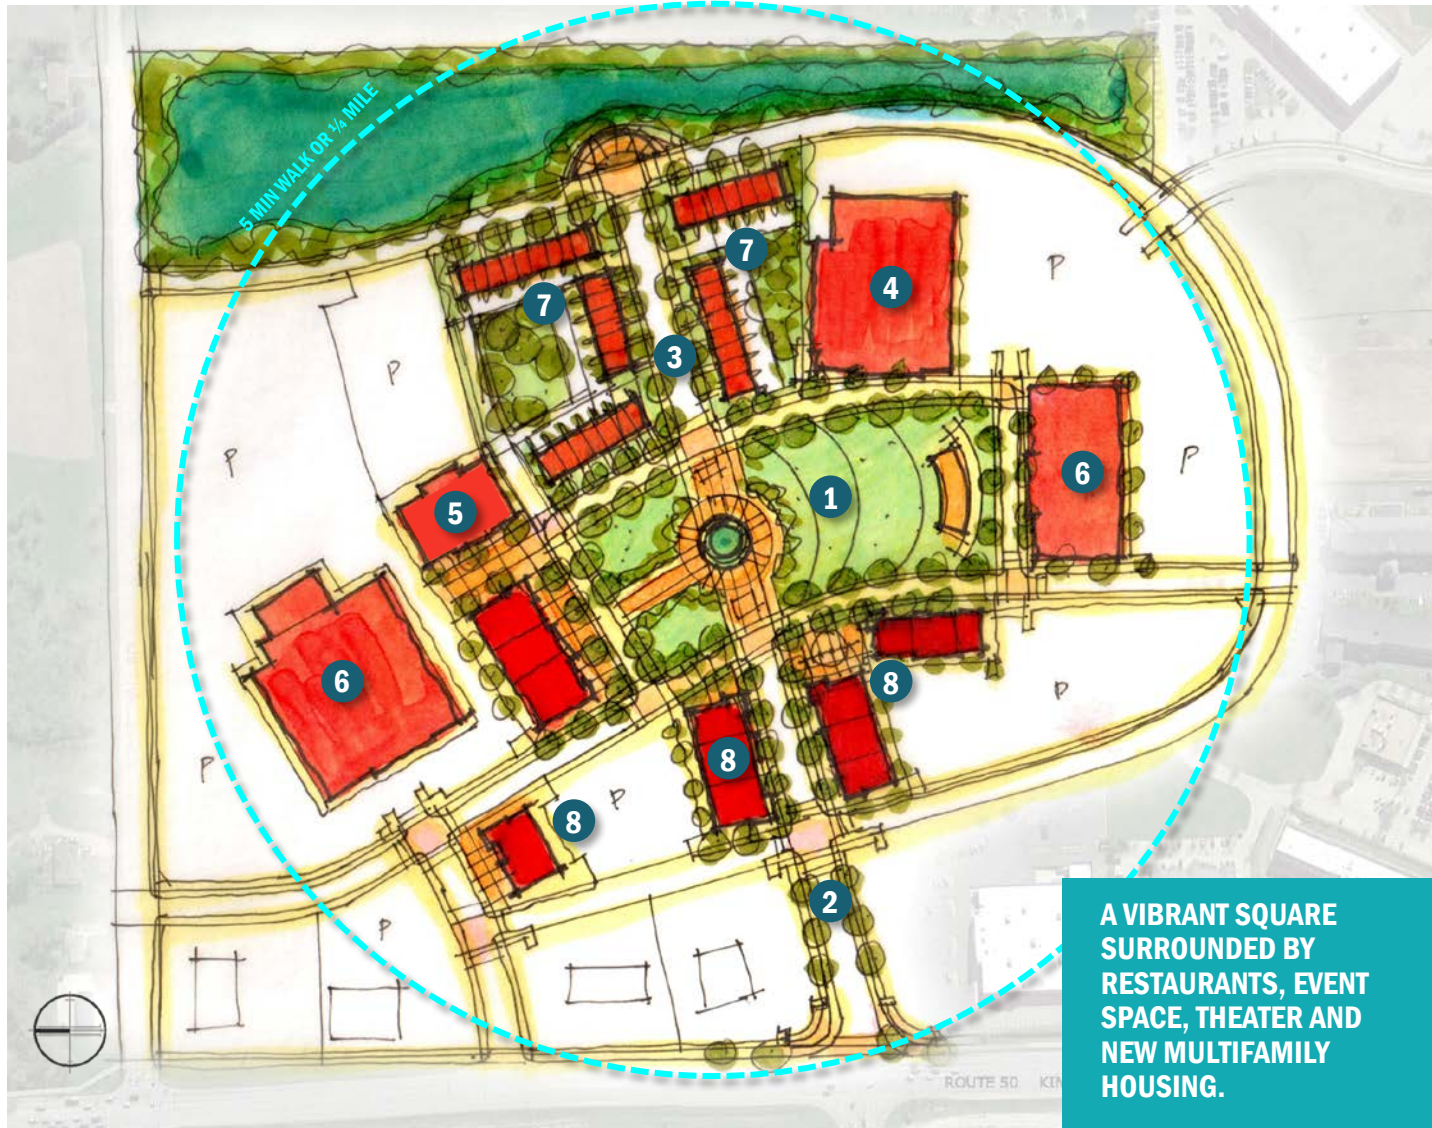 5 MIN WALK OR ¼ MILE
7
7
4
P
P
3
P
P
6
1
5
6
8
P
P
8
P
8
2
P
ROUTE 50
A VIBRANT SQUARE
SURROUNDED BY
RESTAURANTS, EVENT
SPACE, THEATER AND
NEW MULTIFAMILY
HOUSING.